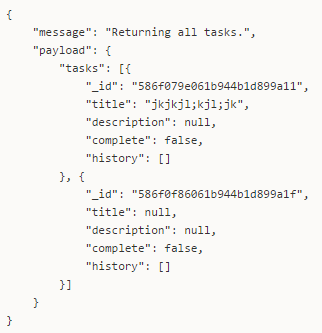 {
    "message": "Returning all tasks.",
    "payload": {
        "tasks": [{
            "_id": "586f079e061b944b1d899a11",
            "title": "jkjkjl;kjl;jk",
            "description": null,
            "complete": false,
            "history": []
        }, {
            "_id": "586f0f86061b944b1d899a1f",
            "title": null,
            "description": null,
            "complete": false,
            "history": []
        }]
    }
}